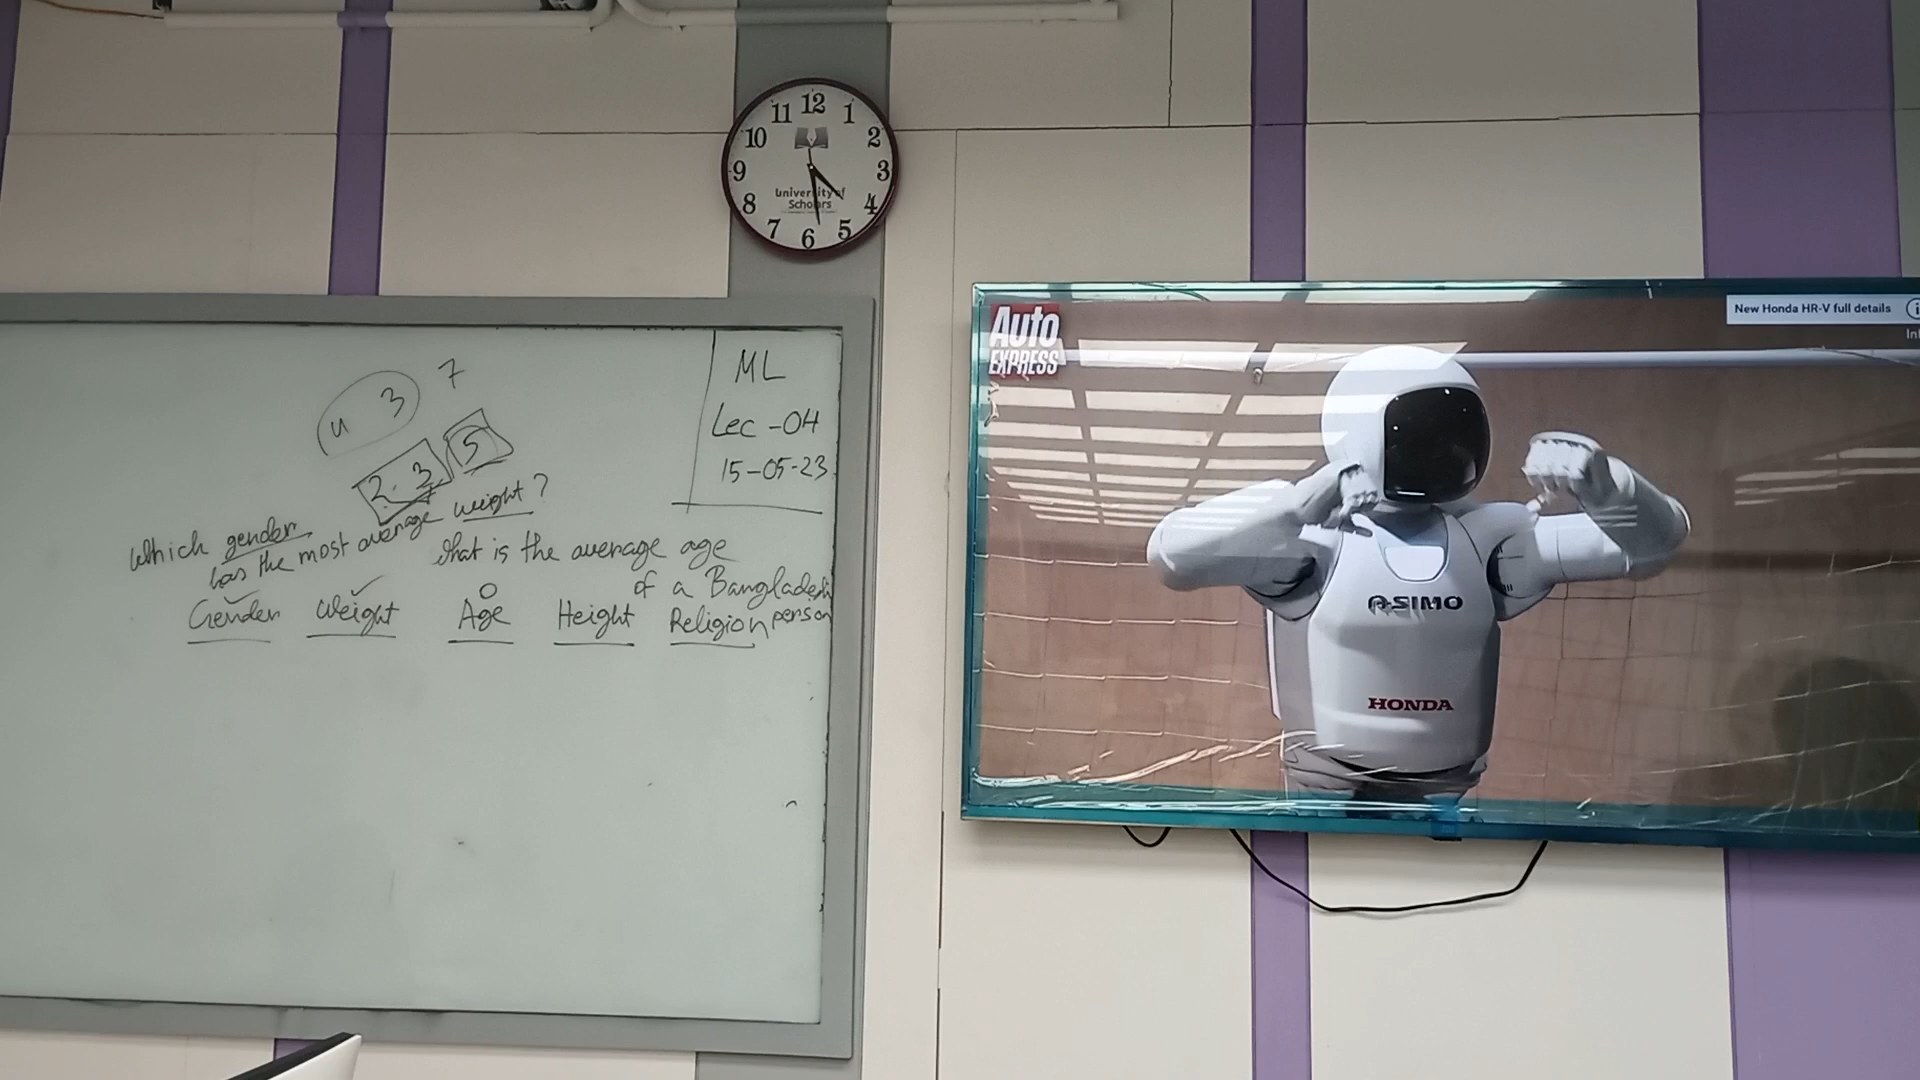 12
11 1
10 2
9 3
8 4
7 5
6
University of
Scholars
ML
Lec -04
15-05-23
4 3 7
2, 3 5
Which gender
has the most average weight?
what is the average age
of a Bangladeshi
person
Gender Weight Age Height Religion
Auto
EXPRESS
New Honda HR-V full details
ASIMO
HONDA